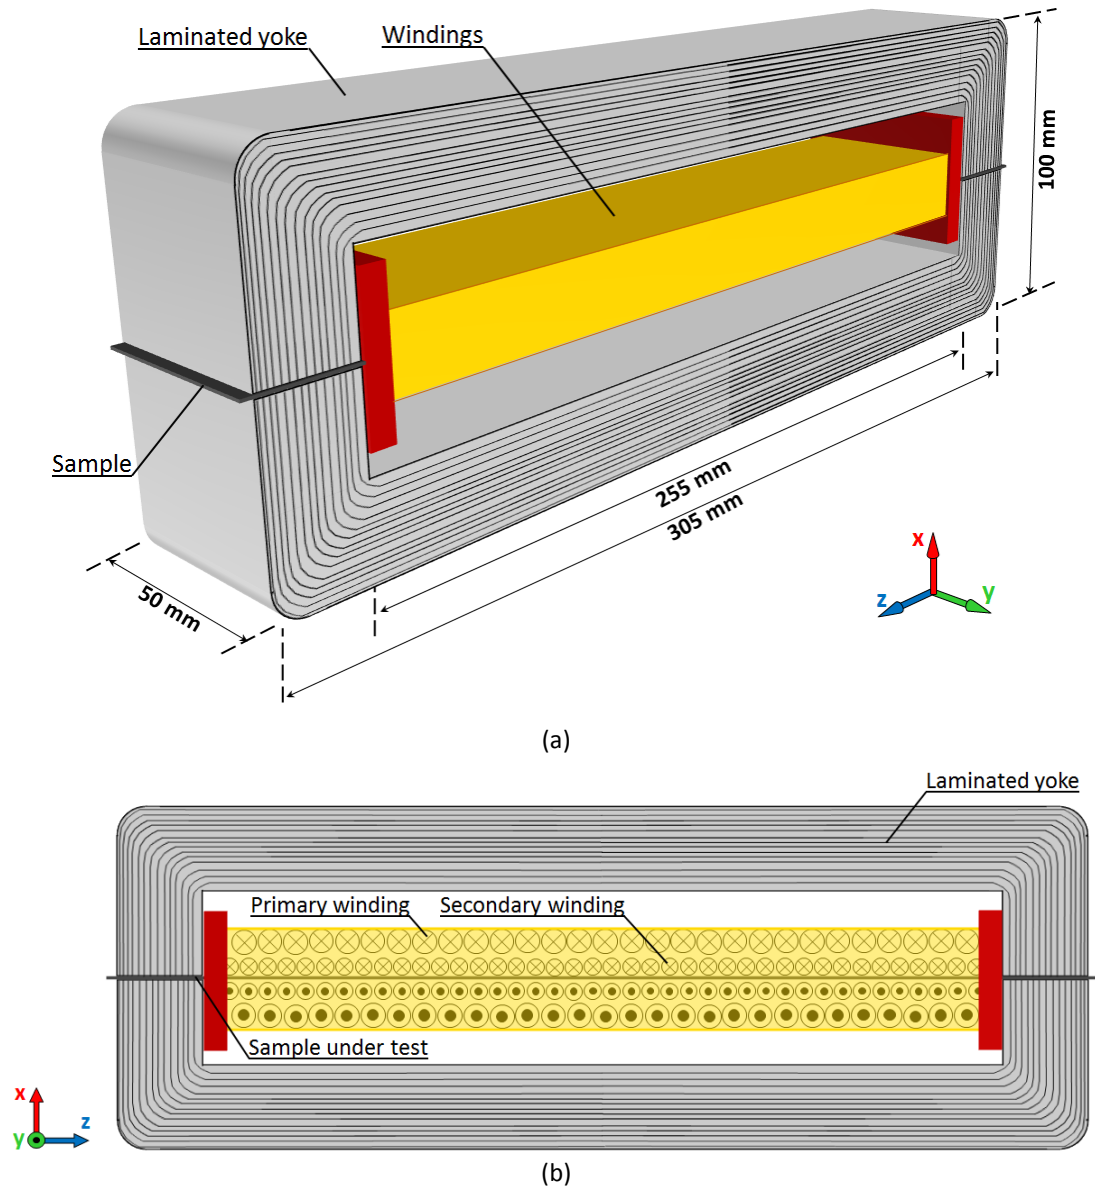 Laminated yoke
Windings
100 mm
Sample
255 mm
305 mm
50 mm
x
z
y
(a)
Laminated yoke
Primary winding
Secondary winding
Sample under test
x
z
y
(b)